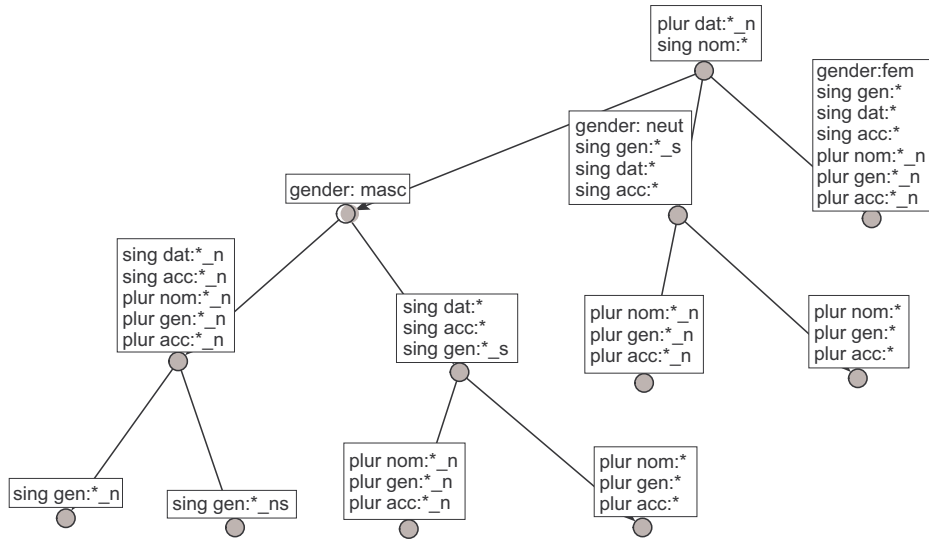 plur dat:*_n
sing nom:*
gender:fem
sing gen:*
sing dat:*
sing acc:*
plur nom:*_n
plur gen:*_n
plur acc:*_n
gender: neut
sing gen:*_s
sing dat:*
sing acc:*
gender: masc
sing dat:*_n
sing acc:*_n
plur nom:*_n
plur gen:*_n
plur acc:*_n
sing dat:*
sing acc:*
sing gen:*_s
plur nom:*_n
plur gen:*_n
plur acc:*_n
plur nom:*
plur gen:*
plur acc:*
sing gen:*_n
sing gen:*_ns
plur nom:*_n
plur gen:*_n
plur acc:*_n
plur nom:*
plur gen:*
plur acc:*